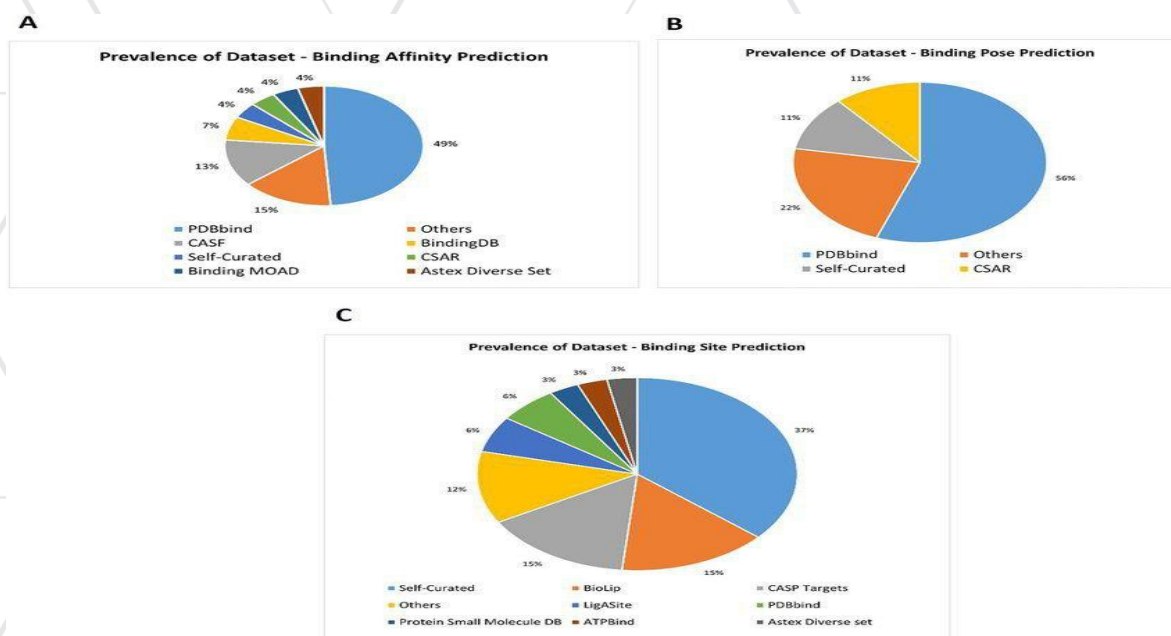 A
Prevalence of Dataset - Binding Affinity Prediction
4%
4%
4%
4%
7%
13%
15%
49%
PDBbind
Others
CASF
BindingDB
Self-Curated
CSAR
Binding MOAD
Astex Diverse Set
B
Prevalence of Dataset - Binding Pose Prediction
11%
11%
22%
56%
PDBbind
Others
Self-Curated
CSAR
C
Prevalence of Dataset - Binding Site Prediction
3%
3%
3%
6%
6%
12%
15%
15%
37%
Self-Curated
BioLip
CASP Targets
Others
LigASite
PDBbind
Protein Small Molecule DB
ATPBind
Astex Diverse set